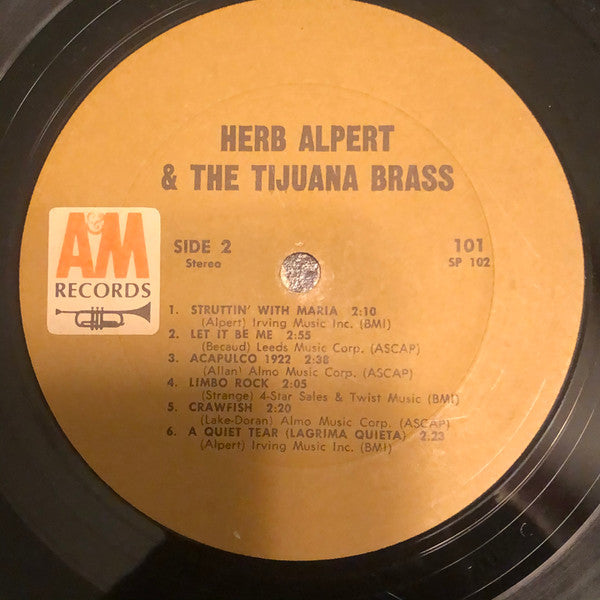 HERB ALPERT
& THE TIJUANA BRASS
A&M
RECORDS
SIDE 2
Stereo
101
SP 102
1. STRUTTIN' WITH MARIA 2:10
(Alpert) Irving Music Inc. (BMI)
2. LET IT BE ME 2:55
(Becaud) Leeds Music Corp. (ASCAP)
3. ACAPULCO 1922 2:38
(Allan) Almo Music Corp. (ASCAP)
4. LIMBO ROCK 2:05
(Strange) 4-Star Sales & Twist Music (BMI)
5. CRAWFISH 2:20
(Lake-Doran) Almo Music Corp. (ASCAP)
6. A QUIET TEAR (LAGRIMA QUIETA) 2:23
(Alpert) Irving Music Inc. (BMI)